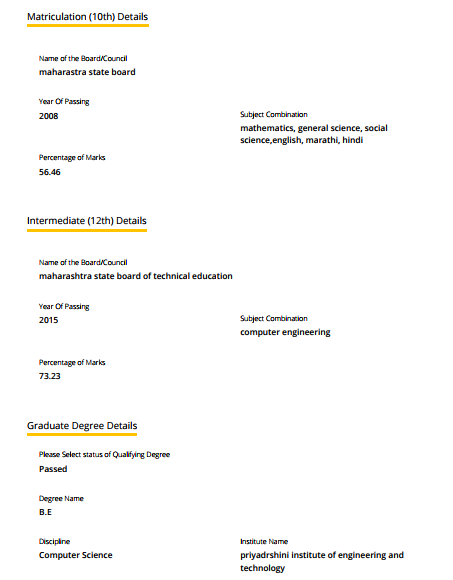 Matriculation (10th) Details
Name of the Board/Council
maharastra state board
Year Of Passing
2008
Subject Combination
mathematics, general science, social
science,english, marathi, hindi
Percentage of Marks
56.46
Intermediate (12th) Details
Name of the Board/Council
maharashtra state board of technical education
Year Of Passing
2015
Subject Combination
computer engineering
Percentage of Marks
73.23
Graduate Degree Details
Please Select status of Qualifying Degree
Passed
Degree Name
B.E
Discipline
Computer Science
Institute Name
priyadrshini institute of engineering and
technology